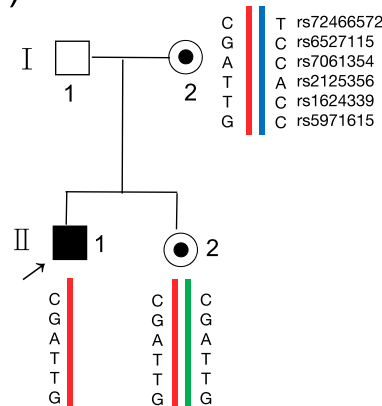 )
C T rs72466572
G C rs6527115
A C rs7061354
T A rs2125356
T C rs1624339
G C rs5971615
I
1
2
II
1
2
C C C
G G G
A A A
T T T
T T T
G G G